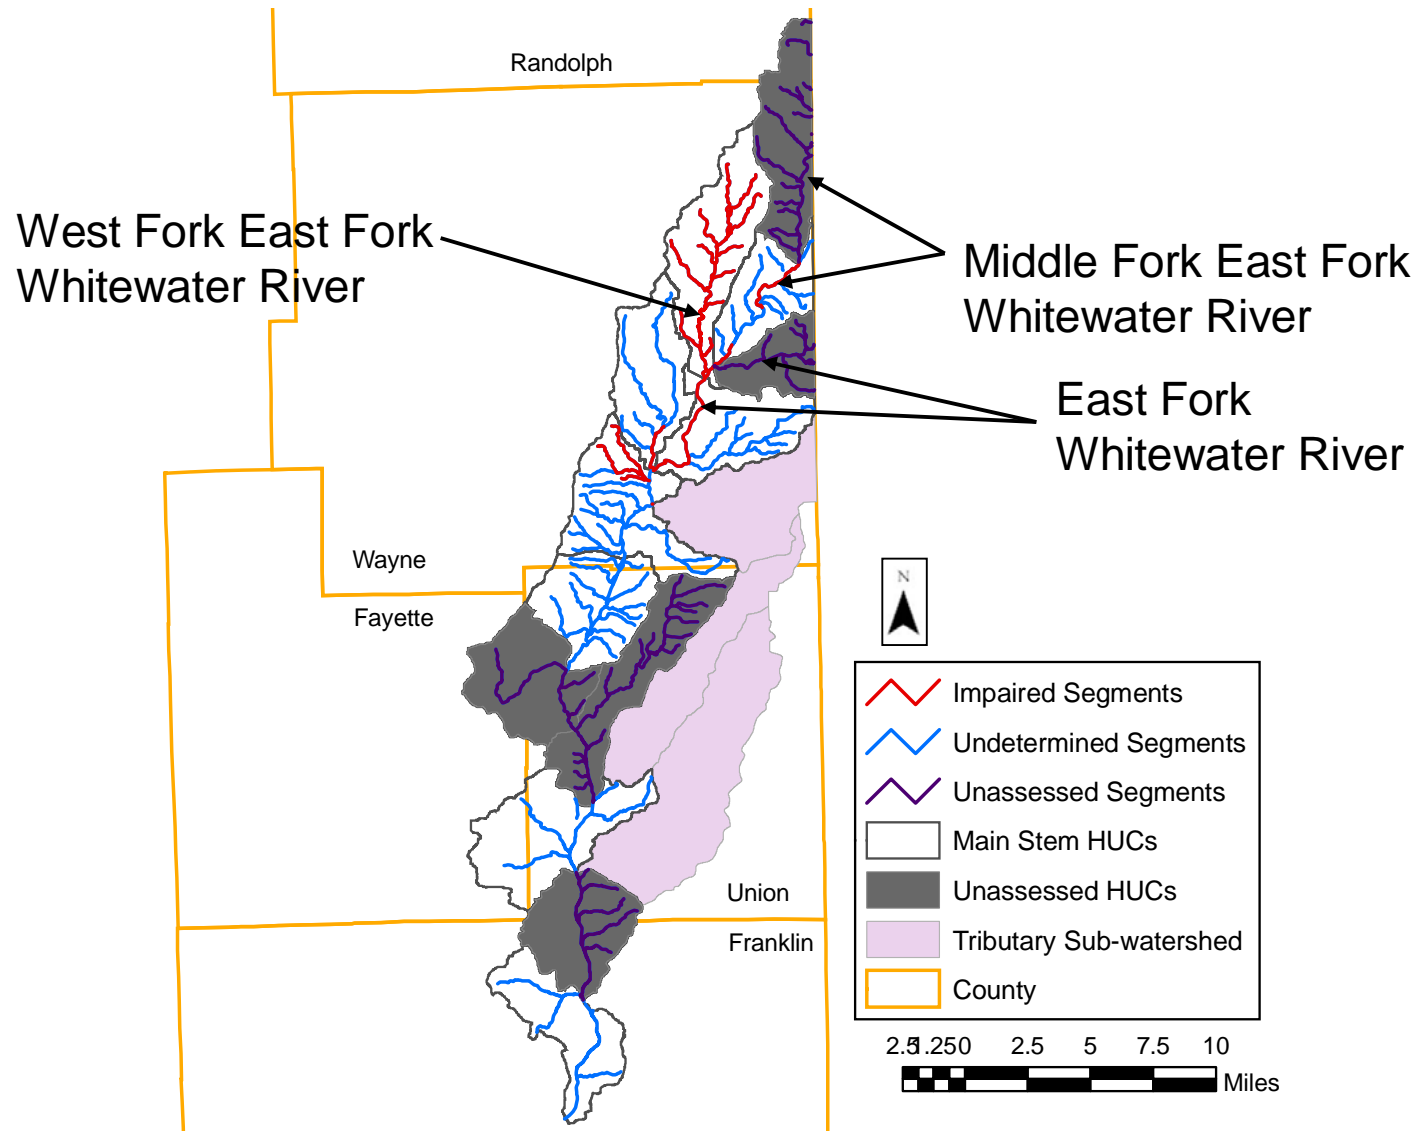 Randolph
West Fork East Fork
Whitewater River
Middle Fork East Fork
Whitewater River
East Fork
Whitewater River
Wayne
Fayette
N
Impaired Segments
Undetermined Segments
Unassessed Segments
Main Stem HUCs
Unassessed HUCs
Tributary Sub-watershed
County
Union
Franklin
2.5 1.25 0 2.5 5 7.5 10
Miles